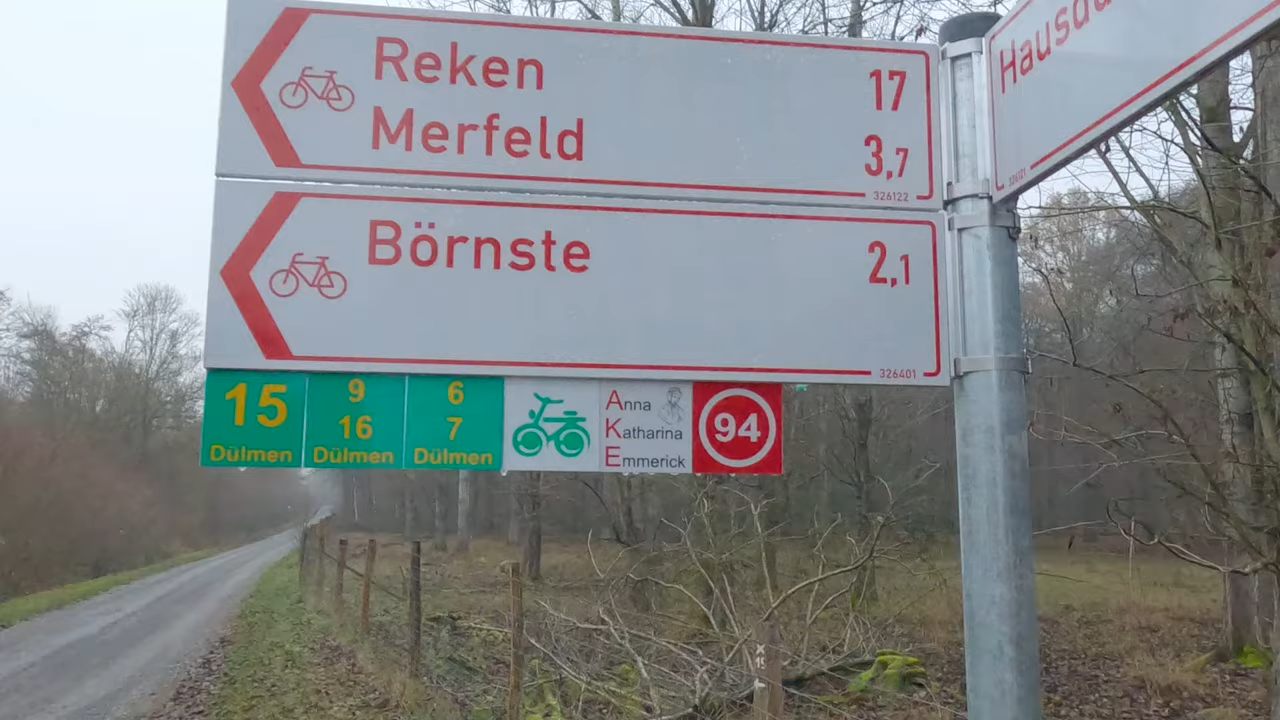 Reken 17
Merfeld 3,7
326122
Börnste 2,1
326401
15
Dülmen
9
16
Dülmen
6
7
Dülmen
Anna
Katharina
Emmerick
94